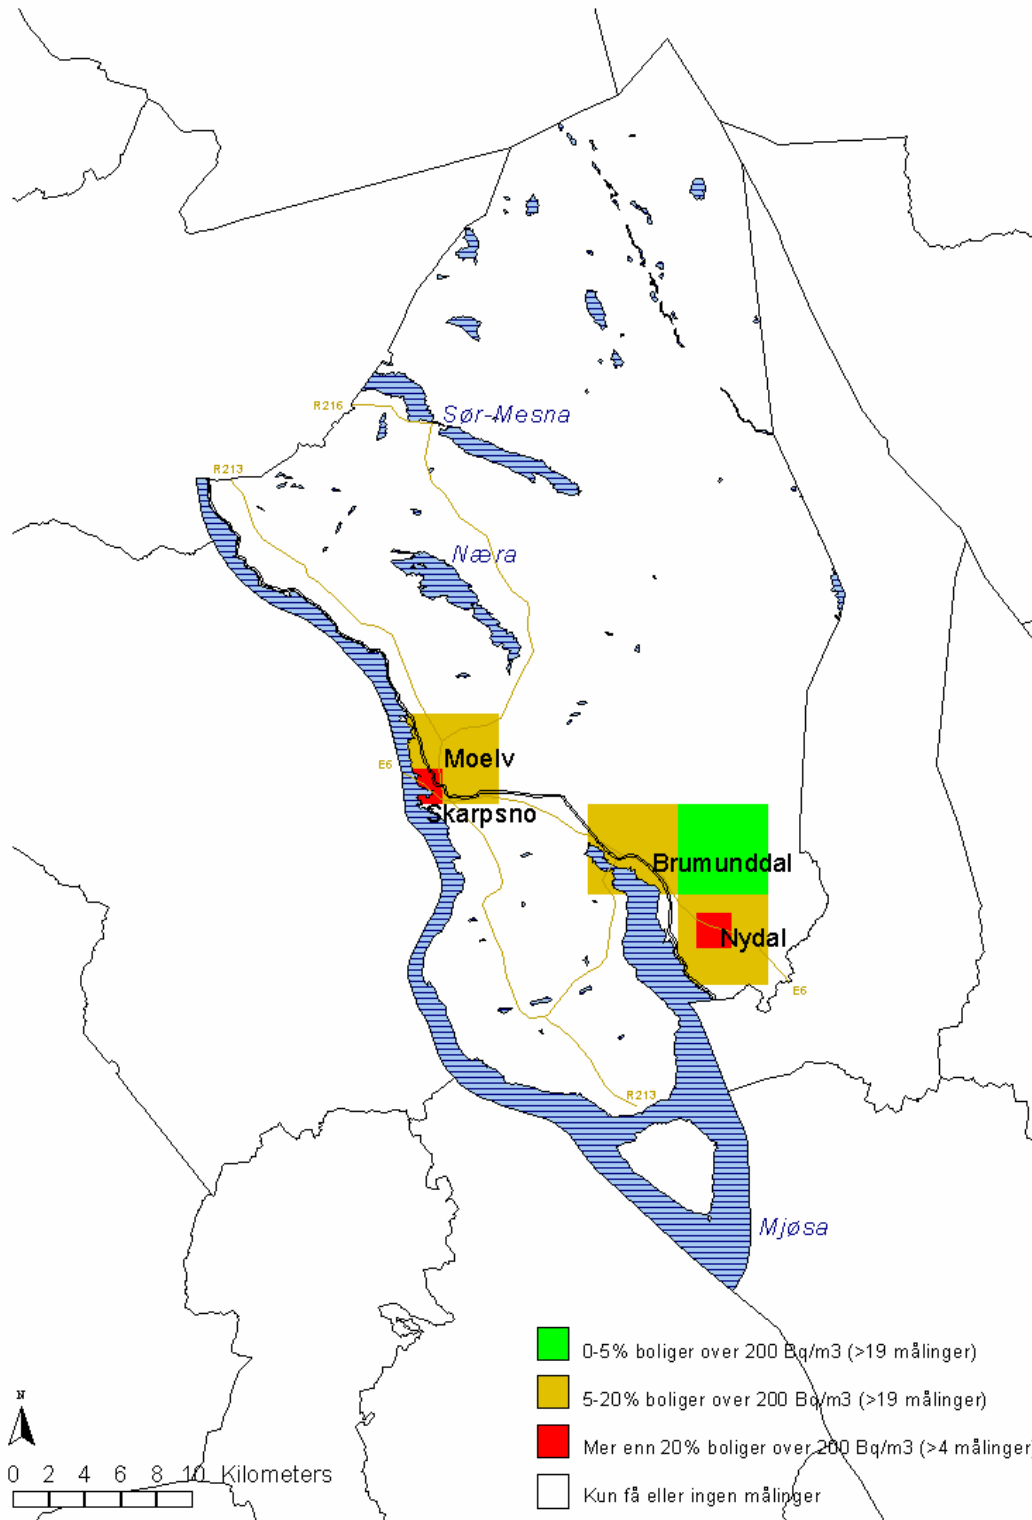 Sør-Mesna
R216
R213
Næra
Moelv
E6
Skarpsno
Brumunddal
Nydal
E6
R213
Mjøsa
0-5% boliger over 200 Bq/m3 (>19 målinger)
5-20% boliger over 200 Bq/m3 (>19 målinger)
Mer enn 20% boliger over 200 Bq/m3 (>4 målinger)
Kun få eller ingen målinger
N
0 2 4 6 8 10 Kilometers